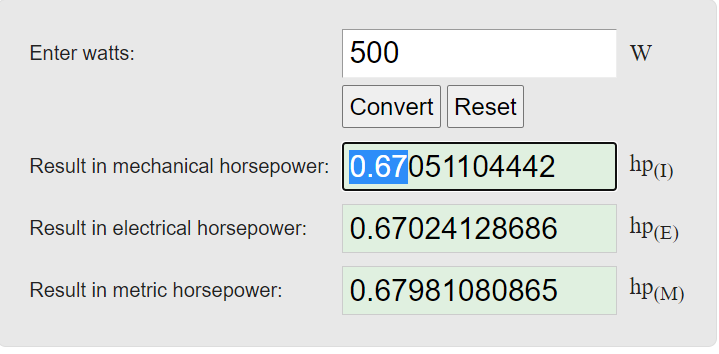 Enter watts: 500 W
Convert Reset
Result in mechanical horsepower: 0.67051104442 hp(I)
Result in electrical horsepower: 0.67024128686 hp(E)
Result in metric horsepower: 0.67981080865 hp(M)